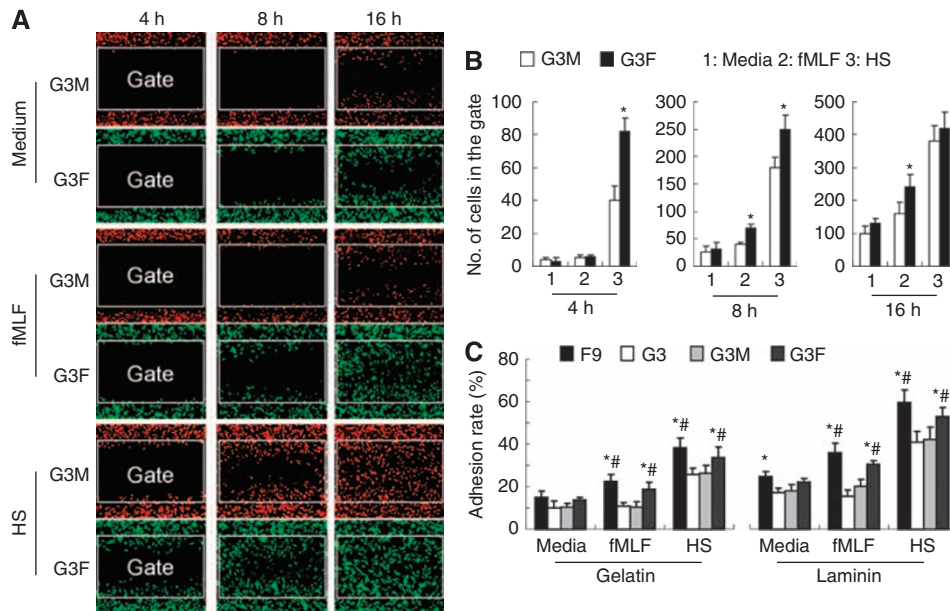 A
4 h 8 h 16 h
Medium
G3M
Gate
G3F
Gate
fMLF
G3M
Gate
G3F
Gate
HS
G3M
Gate
G3F
Gate
B
G3M G3F 1: Media 2: fMLF 3: HS
No. of cells in the gate
100
80
60
40
20
0
1 2 3
4 h
*
300
250
200
150
100
50
0
1 2 3
8 h
* *
500
400
300
200
100
0
1 2 3
16 h
*
C
F9 G3 G3M G3F
Adhesion rate (%)
80
60
40
20
0
*# *# *# *#
* *# *# *# *#
Media fMLF HS Media fMLF HS
Gelatin Laminin